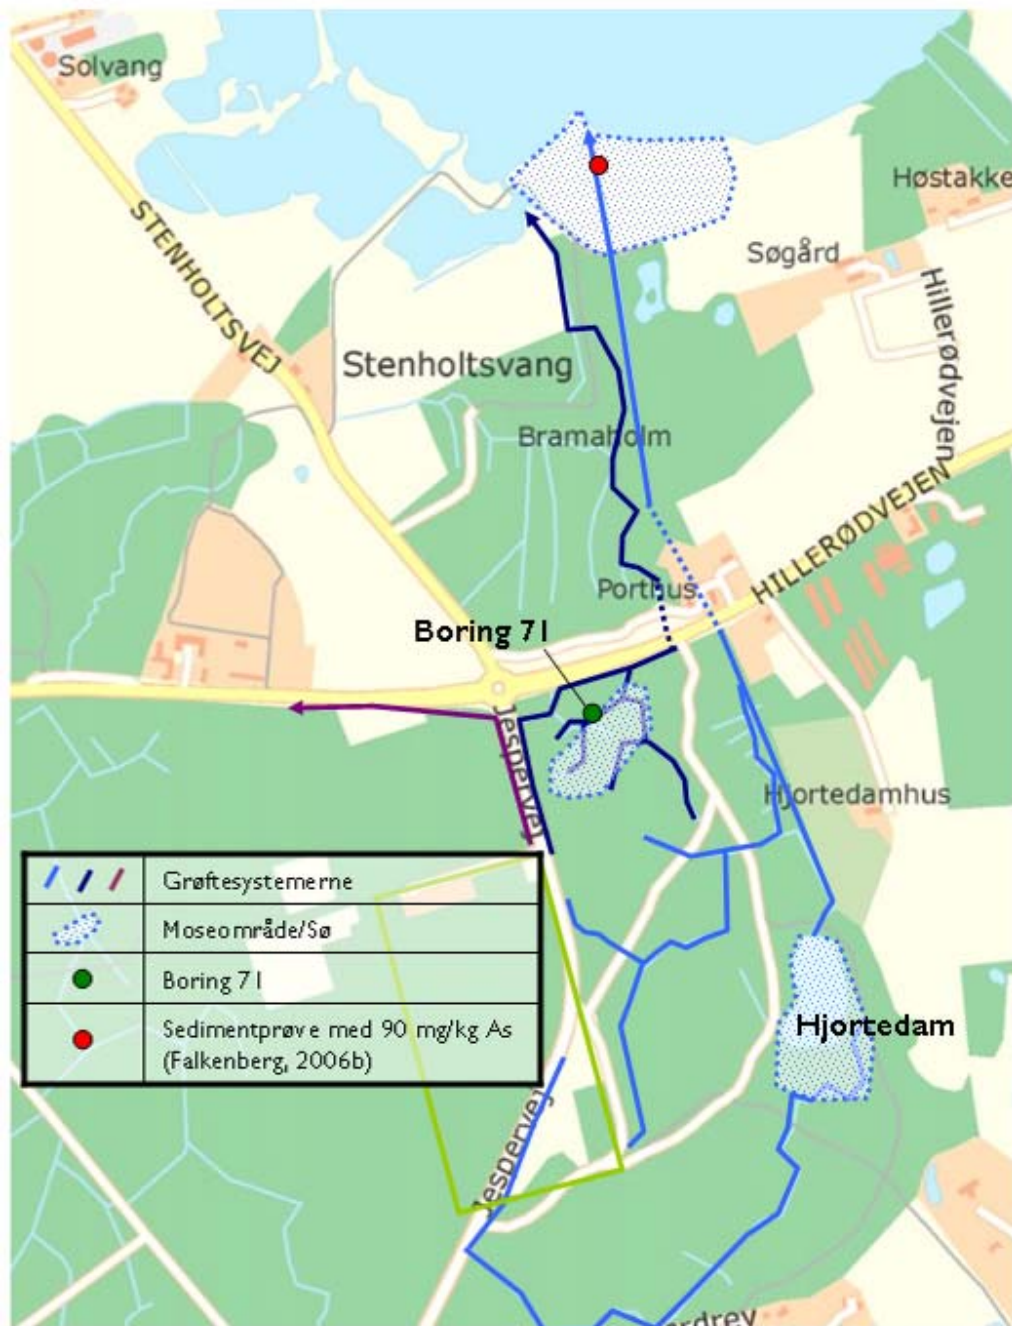 Solvang
Høstakke
STENHOLTSVEJ
Søgård
Hillerødvejen
Stenholtsvang
Bramaholm
HILLERØDVEJEN
Porthus
Boring 71
Jespervej
Hjortedamhus
Grøftesystemerne
Moseområde/Sø
Boring 71
Sedimentprøve med 90 mg/kg As
(Falkenberg, 2006b)
Hjortedam
Jespervej